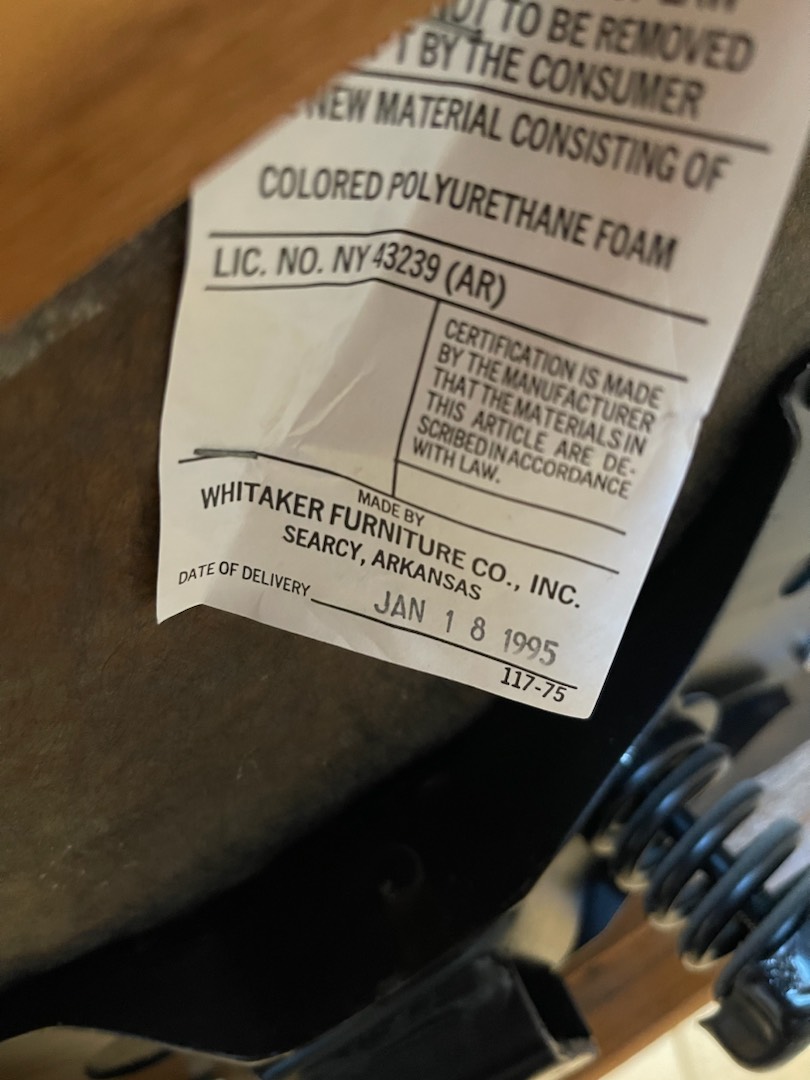 TO BE REMOVED
BY THE CONSUMER
NEW MATERIAL CONSISTING OF
COLORED POLYURETHANE FOAM
LIC. NO. NY 43239 (AR)
CERTIFICATION IS MADE
BY THE MANUFACTURER
THAT THE MATERIALS IN
THIS ARTICLE ARE DE-
SCRIBED IN ACCORDANCE
WITH LAW.
MADE BY
WHITAKER FURNITURE CO., INC.
SEARCY, ARKANSAS
DATE OF DELIVERY JAN 18 1995
117-75